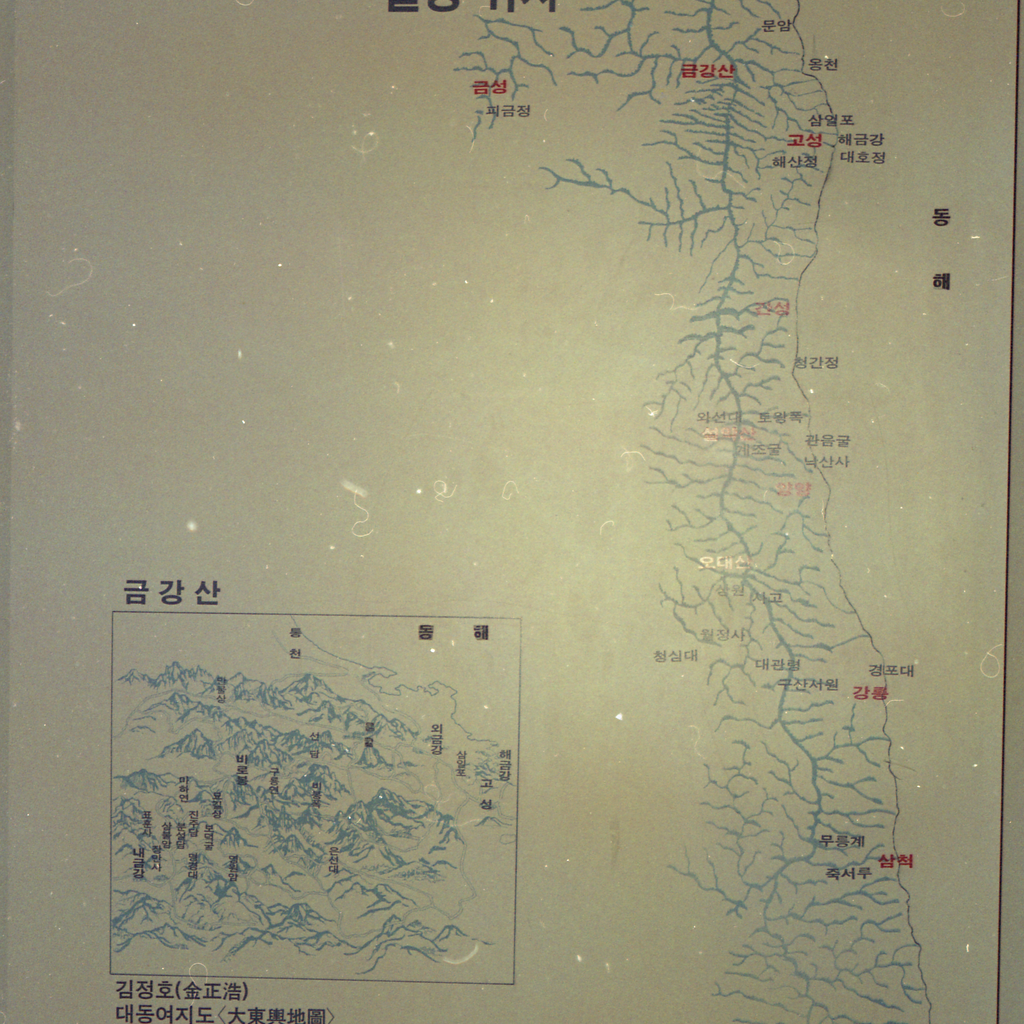 문암
옹천
금강산
금성
피금정
삼일포
고성
해금강
해산정
대호정
동
해
간성
청간정
와선대
토왕폭
설악산
계조굴
관음굴
낙산사
양양
오대산
상원
사고
월정사
청심대
대관령
구산서원
경포대
강릉
무릉계
삼척
죽서루
금강산
동 해
통천
만물상
외금강
삼일포
해금강
고성
비로봉
구룡연
마하연
내금강
영원암
은선대
김정호(金正浩)
대동여지도〈大東輿地圖〉